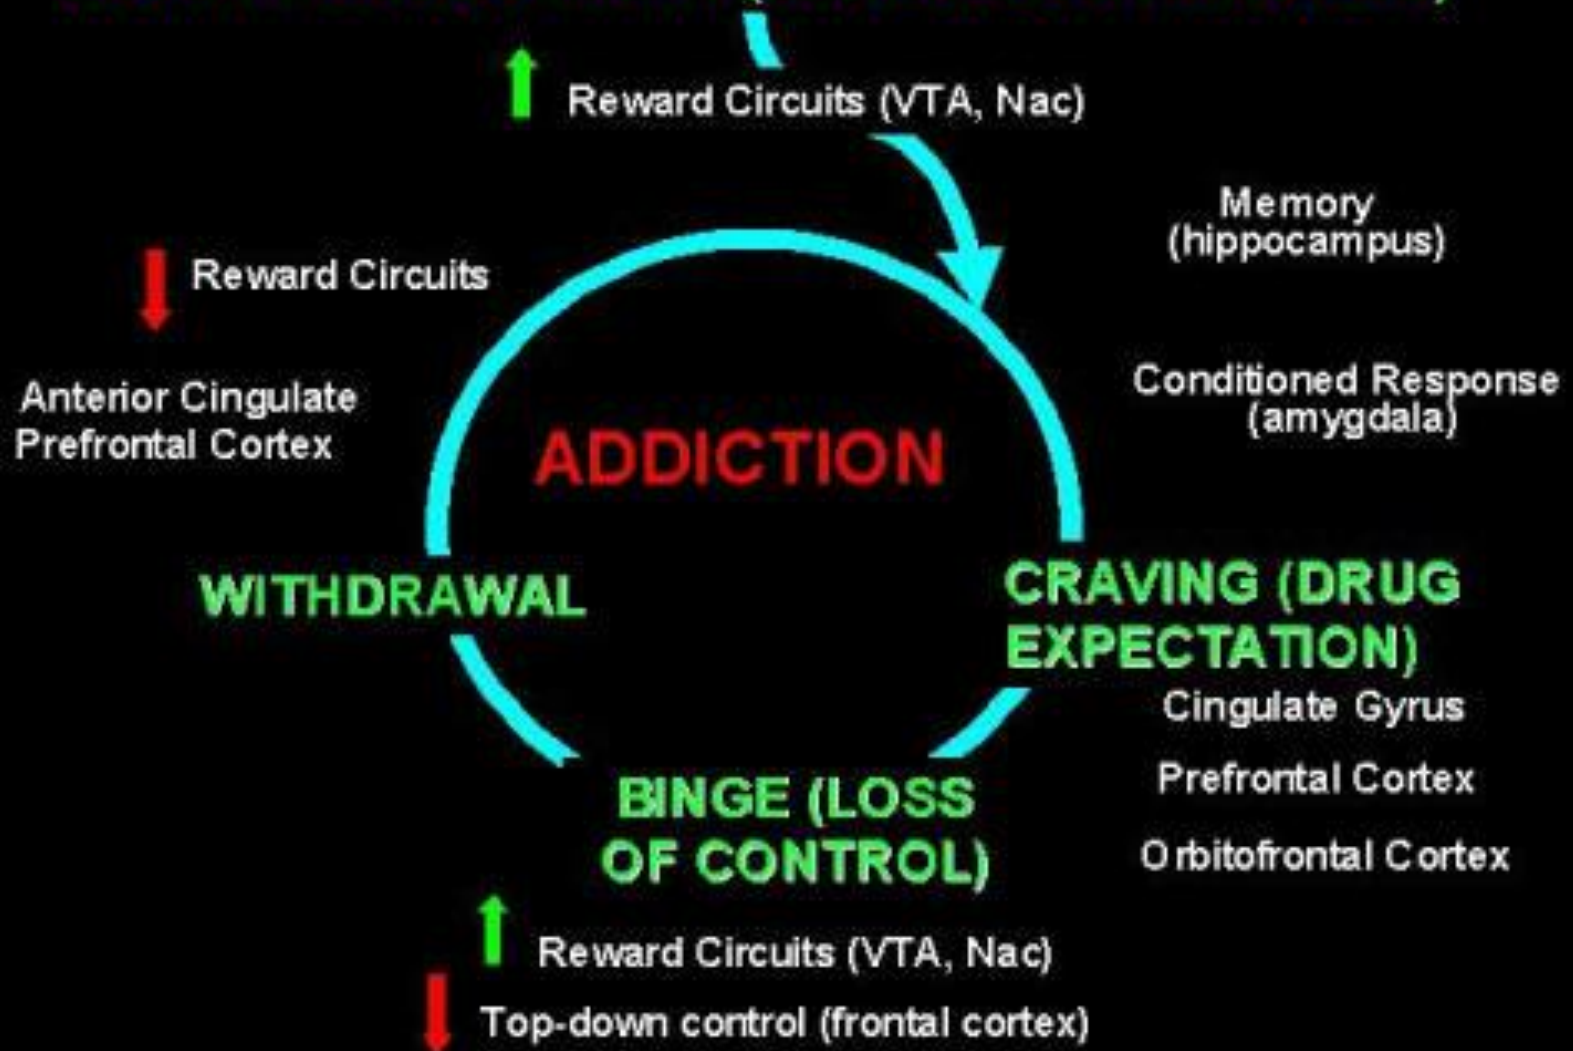 Reward Circuits (VTA, Nac)
Memory
(hippocampus)
Reward Circuits
Conditioned Response
(amygdala)
Anterior Cingulate
Prefrontal Cortex
ADDICTION
WITHDRAWAL
CRAVING (DRUG
EXPECTATION)
Cingulate Gyrus
Prefrontal Cortex
Orbitofrontal Cortex
BINGE (LOSS
OF CONTROL)
Reward Circuits (VTA, Nac)
Top-down control (frontal cortex)